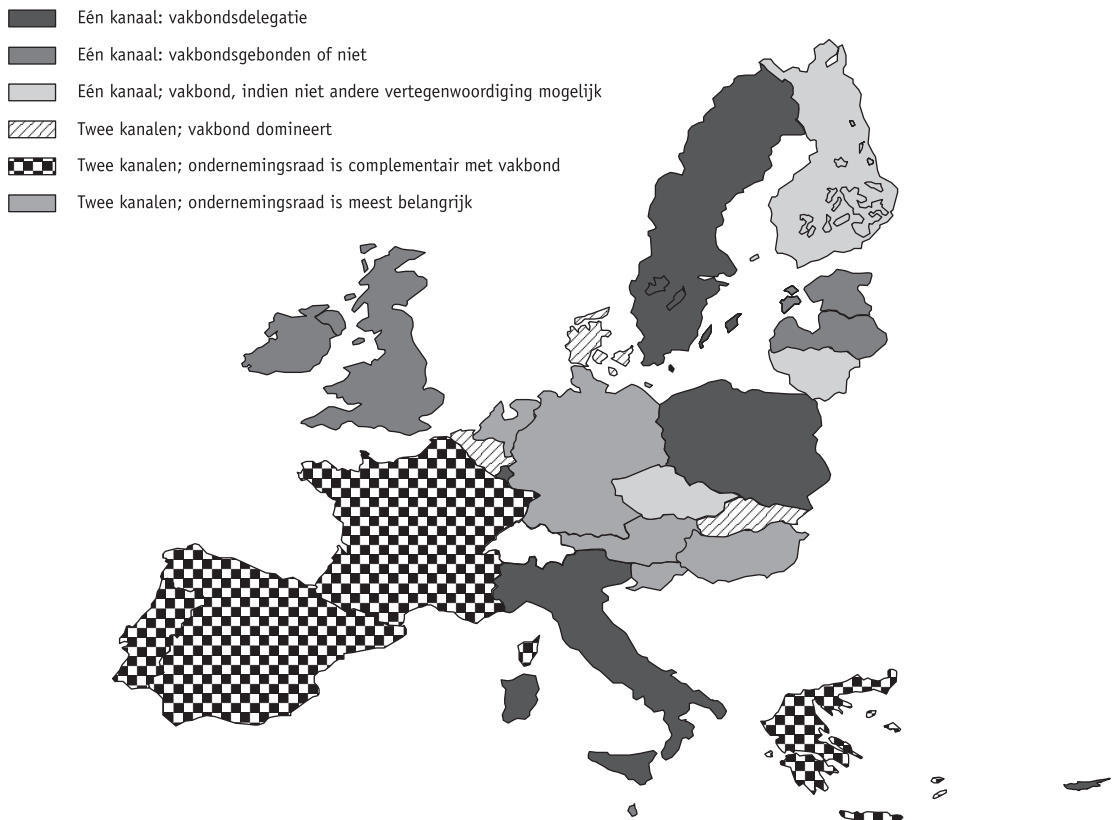 Eén kanaal: vakbondsdelegatie
Eén kanaal: vakbondsgebonden of niet
Eén kanaal; vakbond, indien niet andere vertegenwoordiging mogelijk
Twee kanalen; vakbond domineert
Twee kanalen; ondernemingsraad is complementair met vakbond
Twee kanalen; ondernemingsraad is meest belangrijk